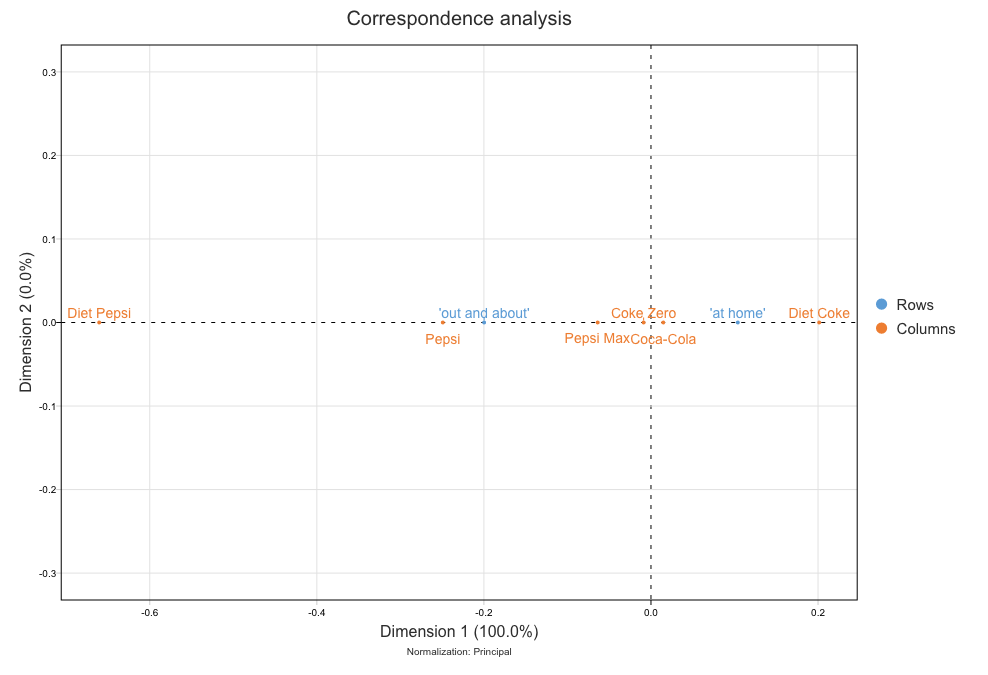 Correspondence analysis
0.3
0.2
0.1
Diet Pepsi
'out and about'
Coke Zero
'at home'
Diet Coke
0.0
Pepsi
Pepsi Max
Coca-Cola
-0.1
-0.2
-0.3
Dimension 2 (0.0%)
-0.6
-0.4
-0.2
0.0
0.2
Dimension 1 (100.0%)
Normalization: Principal
Rows
Columns